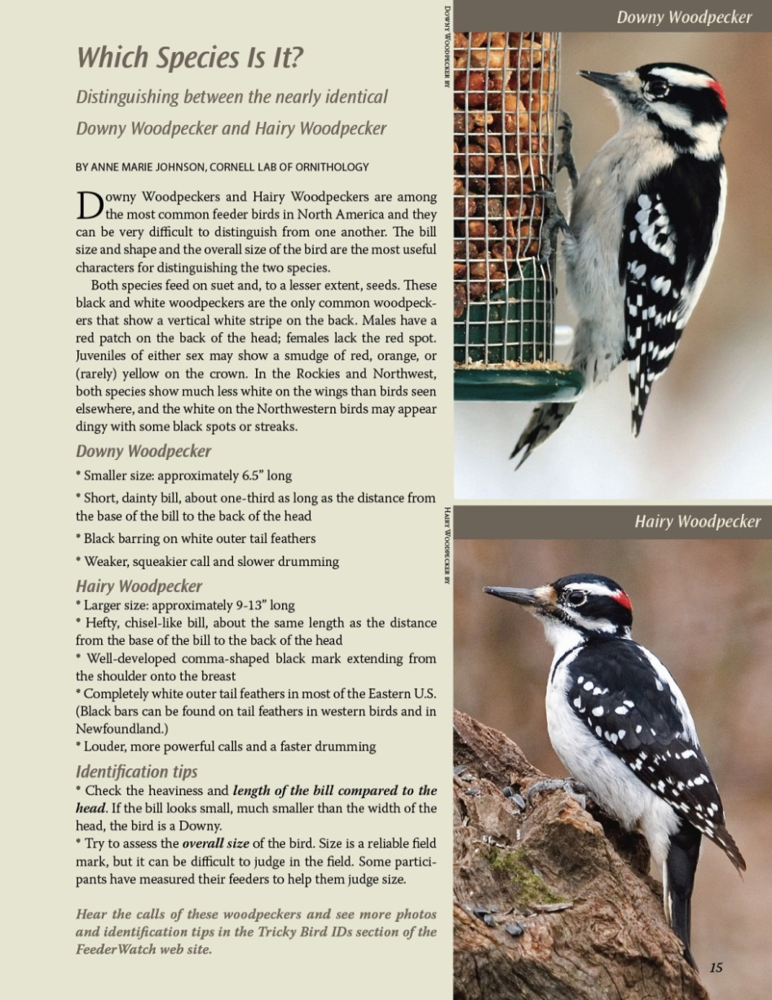 Downy Woodpecker
Which Species Is It?
Distinguishing between the nearly identical
Downy Woodpecker and Hairy Woodpecker
BY ANNE MARIE JOHNSON, CORNELL LAB OF ORNITHOLOGY
Downy Woodpeckers and Hairy Woodpeckers are among
the most common feeder birds in North America and they
can be very difficult to distinguish from one another. The bill
size and shape and the overall size of the bird are the most useful
characters for distinguishing the two species.
Both species feed on suet and, to a lesser extent, seeds. These
black and white woodpeckers are the only common woodpeck-
ers that show a vertical white stripe on the back. Males have a
red patch on the back of the head; females lack the red spot.
Juveniles of either sex may show a smudge of red, orange, or
(rarely) yellow on the crown. In the Rockies and Northwest,
both species show much less white on the wings than birds seen
elsewhere, and the white on the Northwestern birds may appear
dingy with some black spots or streaks.
Downy Woodpecker
* Smaller size: approximately 6.5” long
* Short, dainty bill, about one-third as long as the distance from
the base of the bill to the back of the head
* Black barring on white outer tail feathers
* Weaker, squeakier call and slower drumming
Hairy Woodpecker
* Larger size: approximately 9-13” long
* Hefty, chisel-like bill, about the same length as the distance
from the base of the bill to the back of the head
* Well-developed comma-shaped black mark extending from
the shoulder onto the breast
* Completely white outer tail feathers in most of the Eastern U.S.
(Black bars can be found on tail feathers in western birds and in
Newfoundland.)
* Louder, more powerful calls and a faster drumming
Identification tips
* Check the heaviness and length of the bill compared to the
head. If the bill looks small, much smaller than the width of the
head, the bird is a Downy.
* Try to assess the overall size of the bird. Size is a reliable field
mark, but it can be difficult to judge in the field. Some partici-
pants have measured their feeders to help them judge size.
Hear the calls of these woodpeckers and see more photos
and identification tips in the Tricky Bird IDs section of the
FeederWatch web site.
Downy Woodpecker by
Hairy Woodpecker by
Hairy Woodpecker
15